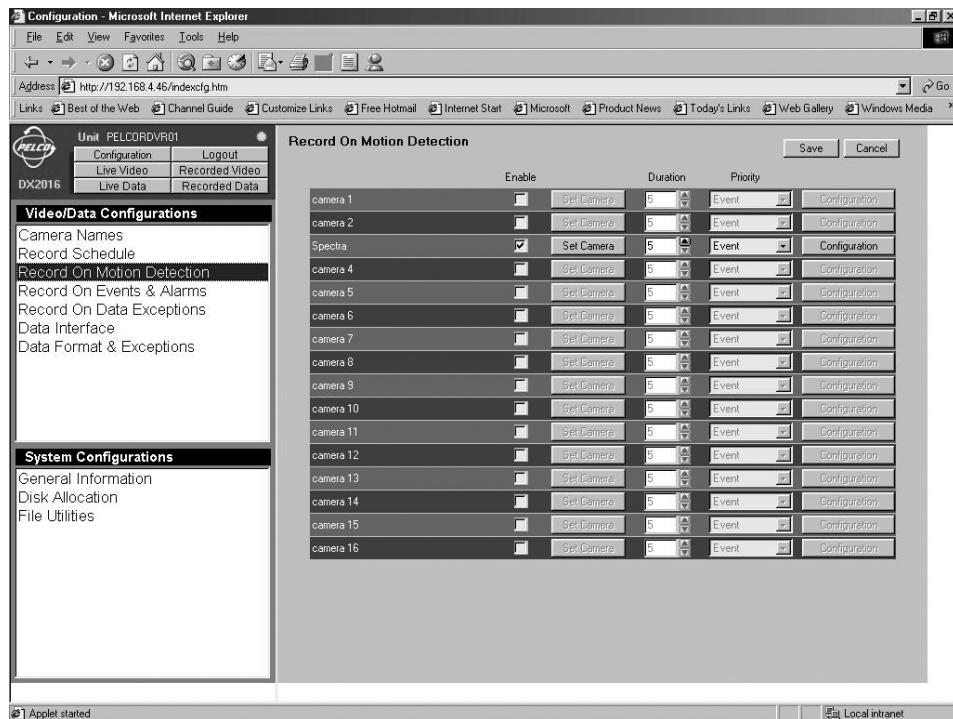 Configuration - Microsoft Internet Explorer
File Edit View Favorites Tools Help
Address http://192.168.4.46/indexcfg.htm Go
Links Best of the Web Channel Guide Customize Links Free Hotmail Internet Start Microsoft Product News Today's Links Web Gallery Windows Media
PELCO
DX2016
Unit PELCORDVR01
Configuration Logout
Live Video Recorded Video
Live Data Recorded Data
Video/Data Configurations
Camera Names
Record Schedule
Record On Motion Detection
Record On Events & Alarms
Record On Data Exceptions
Data Interface
Data Format & Exceptions
System Configurations
General Information
Disk Allocation
File Utilities
Record On Motion Detection Save Cancel
Enable Duration Priority
camera 1 Set Camera 5 Event Configuration
camera 2 Set Camera 5 Event Configuration
Spectra Set Camera 5 Event Configuration
camera 4 Set Camera 5 Event Configuration
camera 5 Set Camera 5 Event Configuration
camera 6 Set Camera 5 Event Configuration
camera 7 Set Camera 5 Event Configuration
camera 8 Set Camera 5 Event Configuration
camera 9 Set Camera 5 Event Configuration
camera 10 Set Camera 5 Event Configuration
camera 11 Set Camera 5 Event Configuration
camera 12 Set Camera 5 Event Configuration
camera 13 Set Camera 5 Event Configuration
camera 14 Set Camera 5 Event Configuration
camera 15 Set Camera 5 Event Configuration
camera 16 Set Camera 5 Event Configuration
Applet started Local intranet